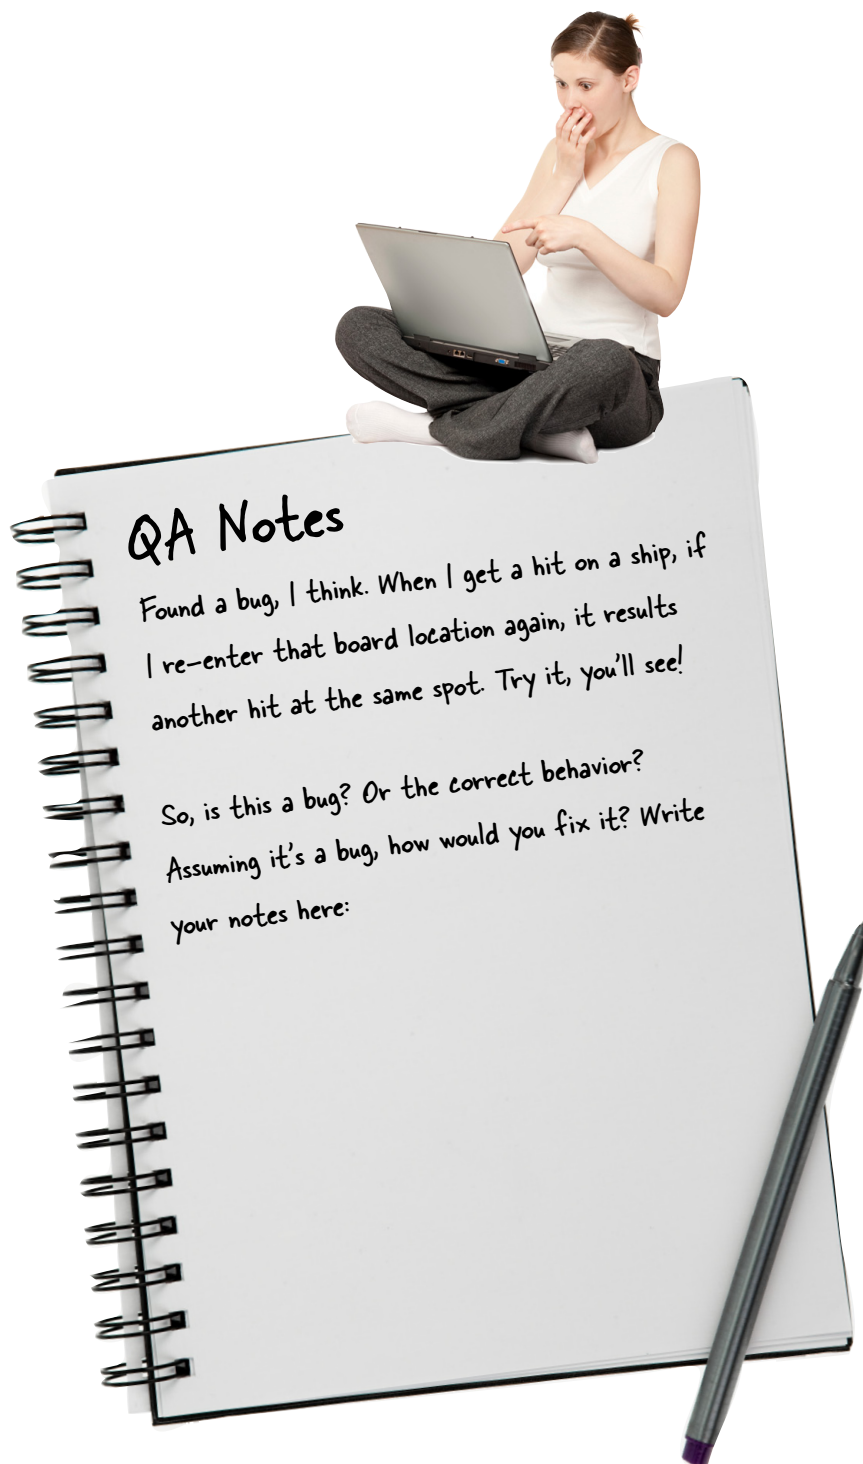 QA Notes
Found a bug, I think. When I get a hit on a ship, if
I re-enter that board location again, it results
another hit at the same spot. Try it, you'll see!
So, is this a bug? Or the correct behavior?
Assuming it's a bug, how would you fix it? Write
your notes here: